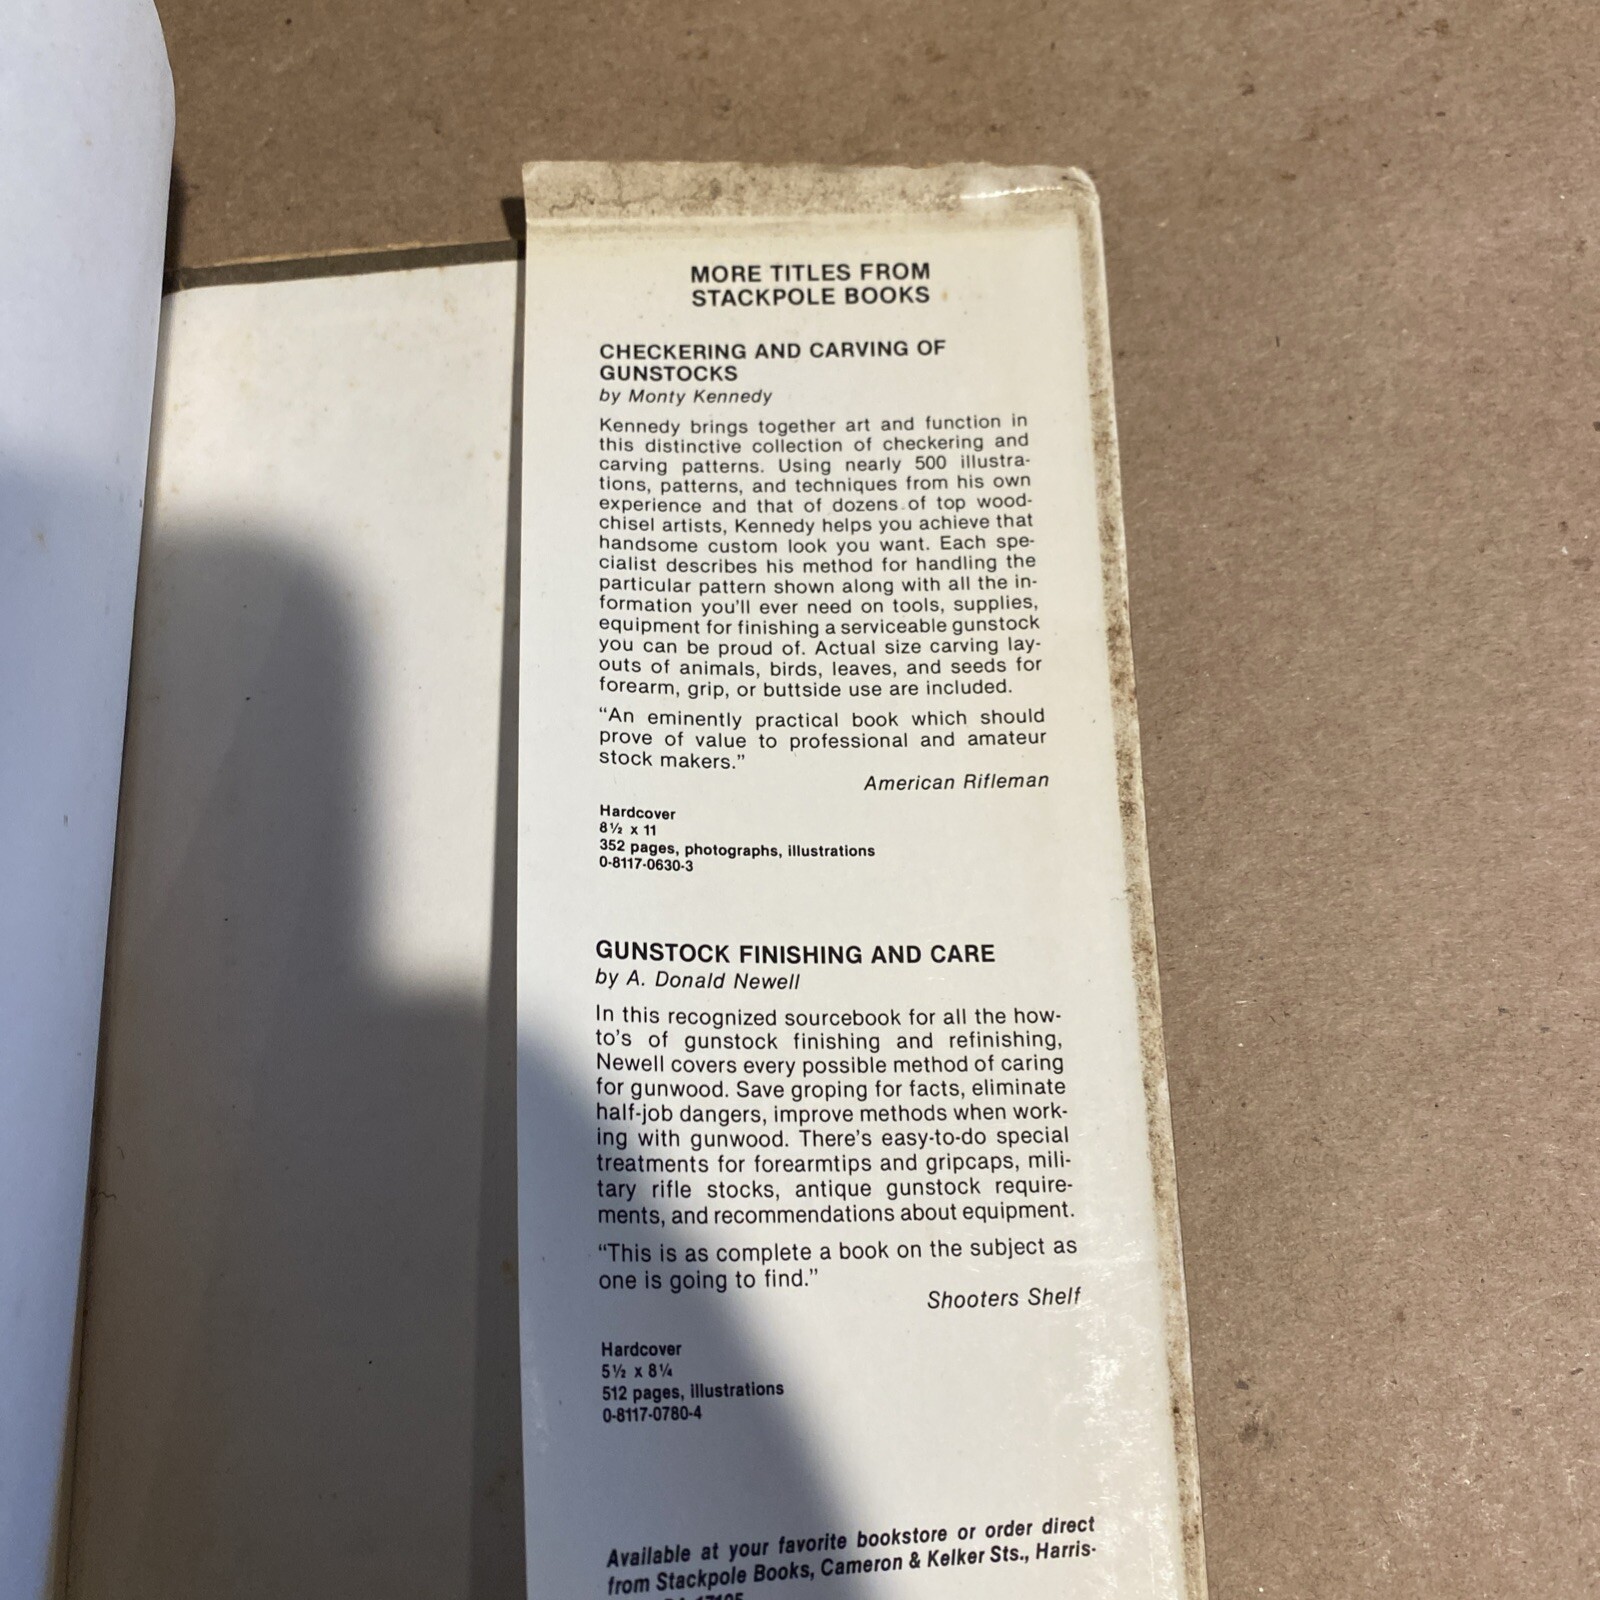 MORE TITLES FROM
STACKPOLE BOOKS
CHECKERING AND CARVING OF
GUNSTOCKS
by Monty Kennedy
Kennedy brings together art and function in
this distinctive collection of checkering and
carving patterns. Using nearly 500 illustra-
tions, patterns, and techniques from his own
experience and that of dozens of top wood-
chisel artists, Kennedy helps you achieve that
handsome custom look you want. Each spe-
cialist describes his method for handling the
particular pattern shown along with all the in-
formation you'll ever need on tools, supplies,
equipment for finishing a serviceable gunstock
you can be proud of. Actual size carving lay-
outs of animals, birds, leaves, and seeds for
forearm, grip, or buttside use are included.
"An eminently practical book which should
prove of value to professional and amateur
stock makers."
American Rifleman
Hardcover
8½ x 11
352 pages, photographs, illustrations
0-8117-0630-3
GUNSTOCK FINISHING AND CARE
by A. Donald Newell
In this recognized sourcebook for all the how-
to's of gunstock finishing and refinishing,
Newell covers every possible method of caring
for gunwood. Save groping for facts, eliminate
half-job dangers, improve methods when work-
ing with gunwood. There's easy-to-do special
treatments for forearmtips and gripcaps, mili-
tary rifle stocks, antique gunstock require-
ments, and recommendations about equipment.
"This is as complete a book on the subject as
one is going to find."
Shooters Shelf
Hardcover
5½ x 8¼
512 pages, illustrations
0-8117-0780-4
Available at your favorite bookstore or order direct
from Stackpole Books, Cameron & Kelker Sts., Harris-